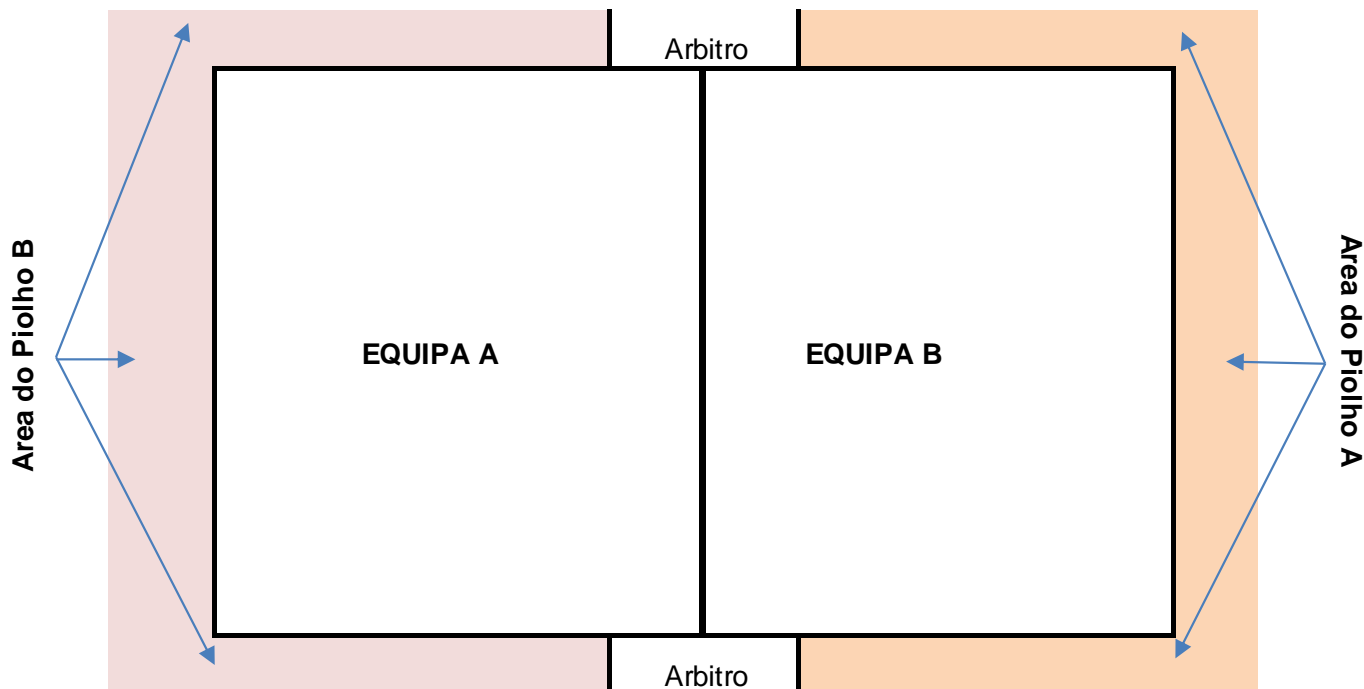 Arbitro
Area do Piolho B
EQUIPA A
EQUIPA B
Area do Piolho A
Arbitro